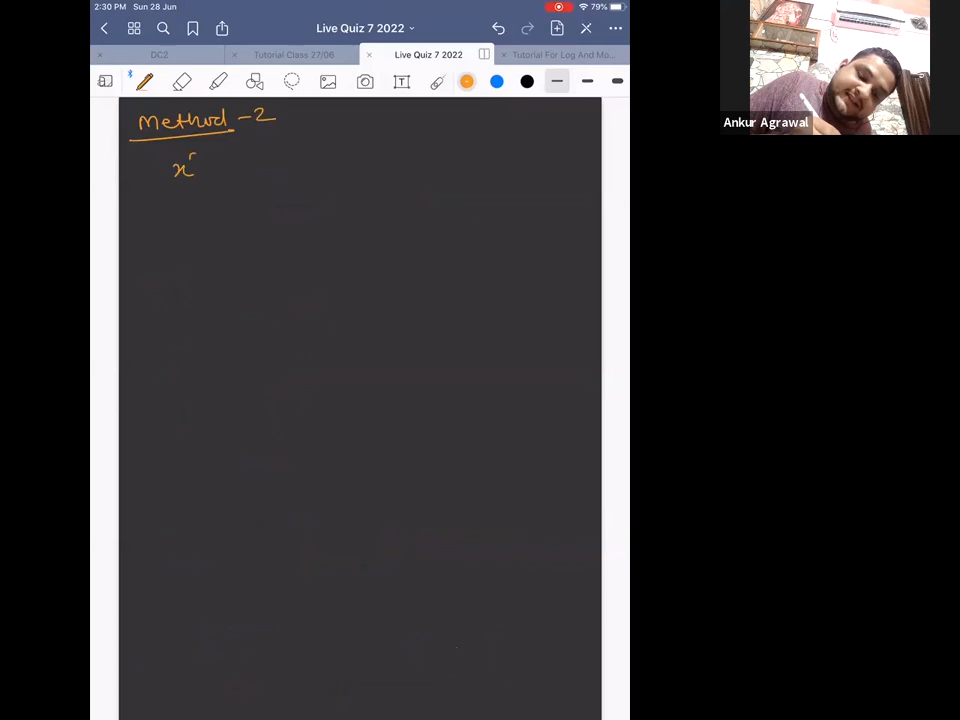 2:30 PM Sun 28 Jun 79%
Live Quiz 7 2022
DC2 Tutorial Class 27/06 Live Quiz 7 2022 Tutorial For Log And Mo...
Method - 2
x^r
Ankur Agrawal